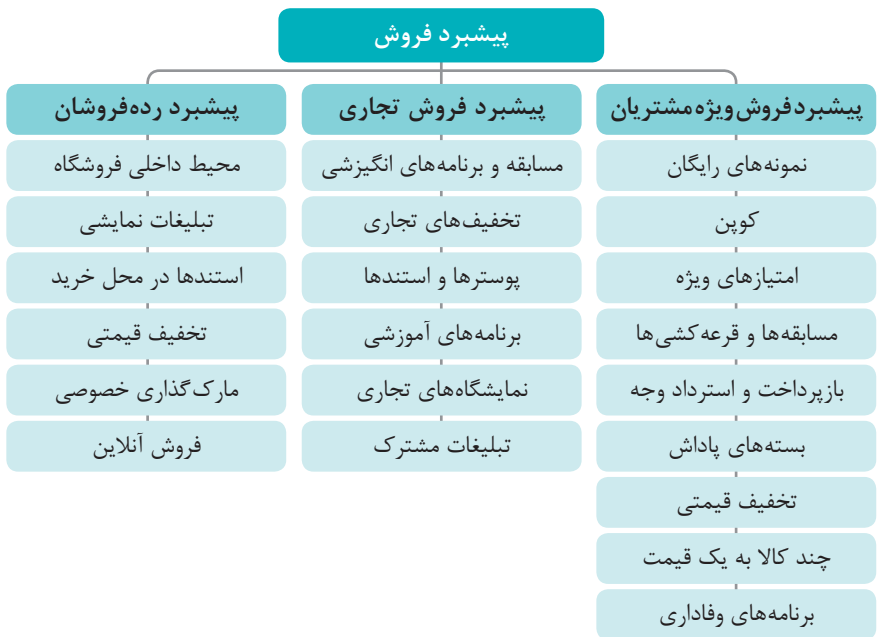 پیشبرد فروش
پیشبرد فروش ویژه مشتریان
نمونه‌های رایگان
کوپن
امتیازهای ویژه
مسابقه‌ها و قرعه‌کشی‌ها
بازپرداخت و استرداد وجه
بسته‌های پاداش
تخفیف قیمتی
چند کالا به یک قیمت
برنامه‌های وفاداری
پیشبرد فروش تجاری
مسابقه و برنامه‌های انگیزشی
تخفیف‌های تجاری
پوسترها و استندها
برنامه‌های آموزشی
نمایشگاه‌های تجاری
تبلیغات مشترک
پیشبرد رده‌فروشان
محیط داخلی فروشگاه
تبلیغات نمایشی
استندها در محل خرید
تخفیف قیمتی
مارک‌گذاری خصوصی
فروش آنلاین